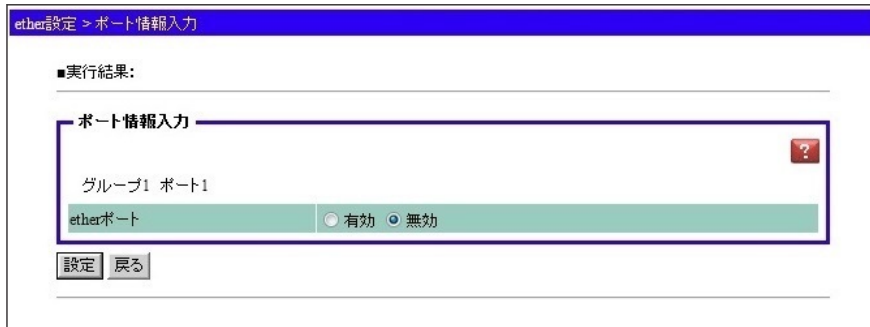 ether設定 > ポート情報入力
■実行結果:
ポート情報入力
?
グループ1 ポート1
etherポート 有効 無効
設定 戻る